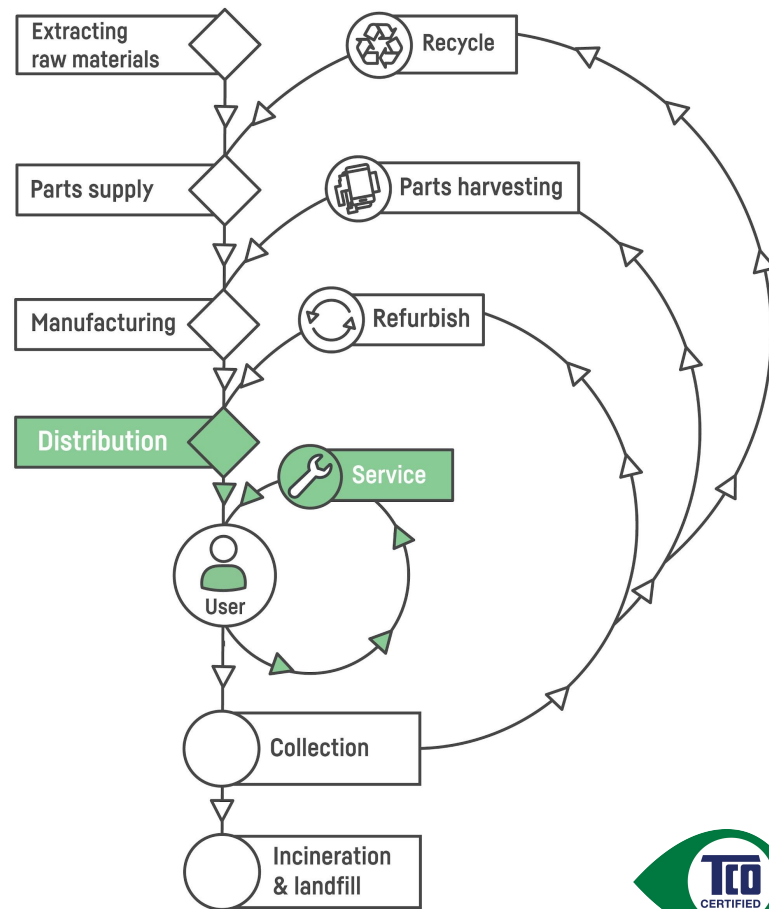 Extracting
raw materials
Recycle
Parts supply
Parts harvesting
Manufacturing
Refurbish
Distribution
Service
User
Collection
Incineration
& landfill
TCO
CERTIFIED